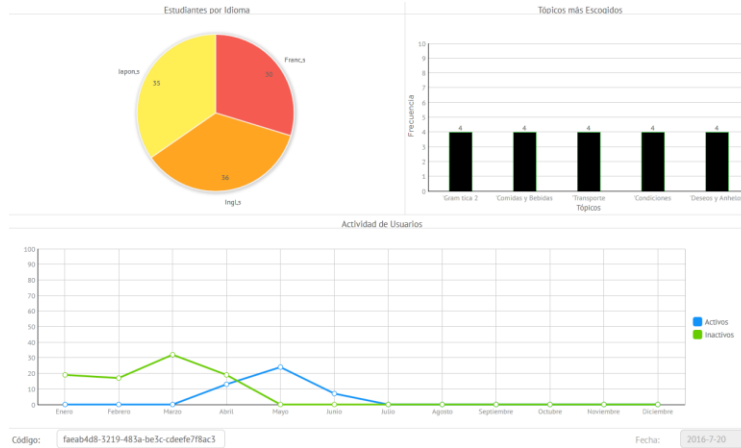 Estudiantes por Idioma
Franc,s
Japon,s
30
35
36
Ingl,s
Tópicos más Escogidos
10
9
8
7
6
5
4
3
2
1
0
Frecuencia
4 4 4 4 4
'Gram tica 2 'Comidas y Bebidas 'Transporte 'Condiciones 'Deseos y Anhelos
Tópicos
Actividad de Usuarios
100
90
80
70
60
50
40
30
20
10
0
Enero Febrero Marzo Abril Mayo Junio Julio Agosto Septiembre Octubre Noviembre Diciembre
Activos
Inactivos
Código: faeab4d8-3219-483a-be3c-cdeefe7f8ac3 Fecha: 2016-7-20